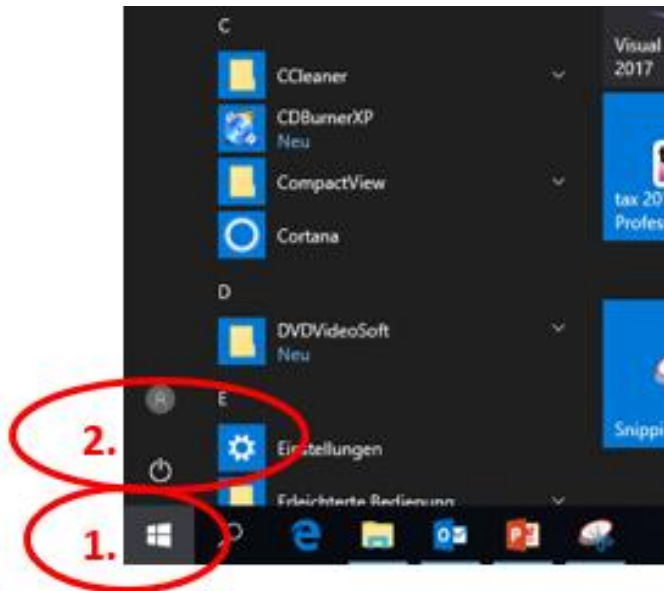 C
CCleaner
CDBurnerXP
Neu
CompactView
Cortana
D
DVDVideoSoft
Neu
E
Einstellungen
Erleichterte Bedienung
Visual
2017
tax 20
Profes
Snippi
2.
1.